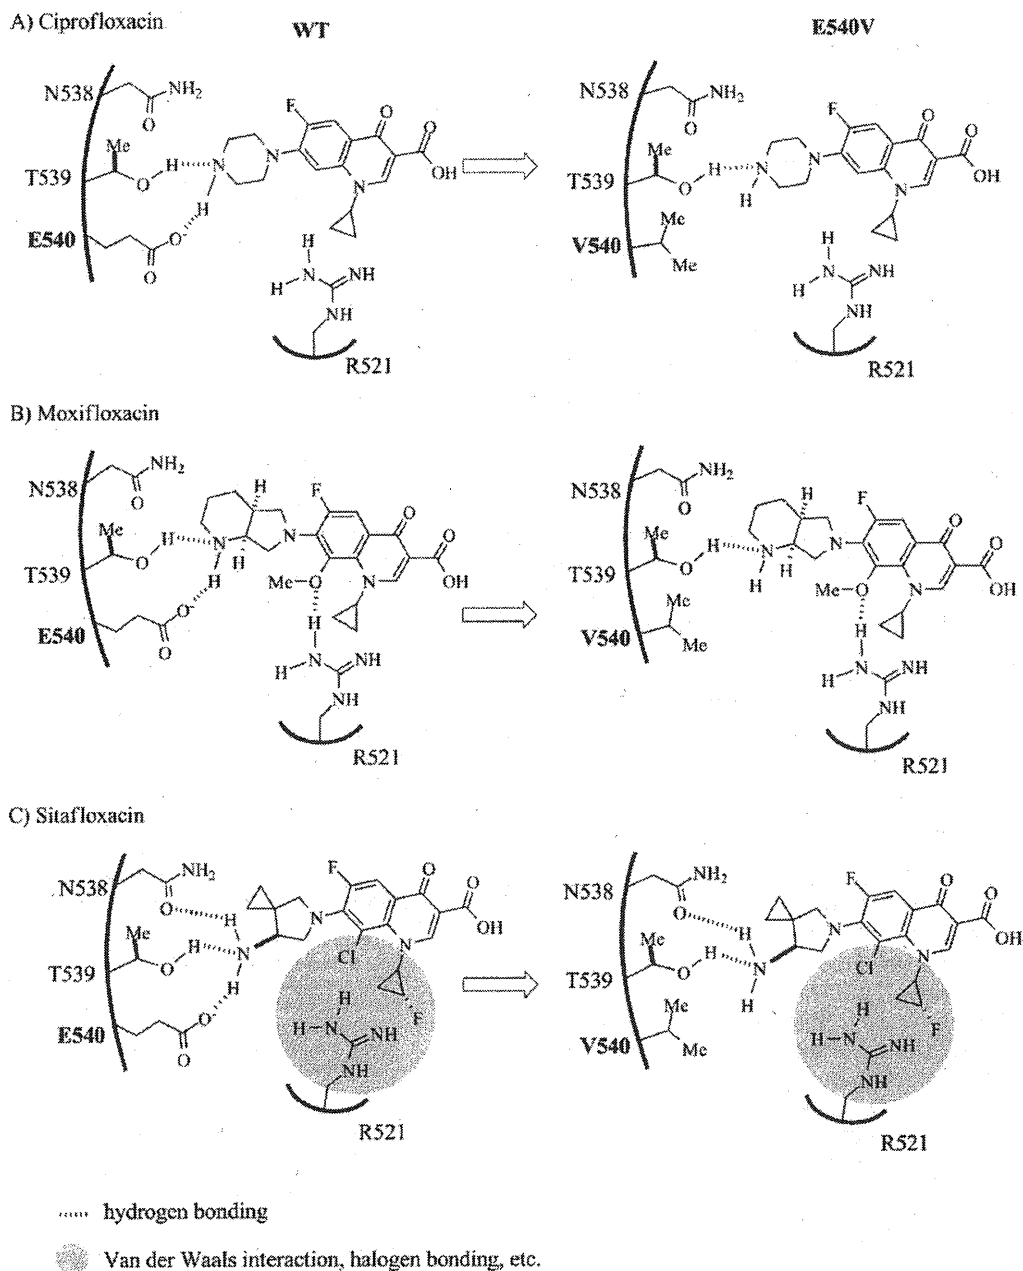 A) Ciprofloxacin
WT
E540V
N538
NH2
O
Me
T539
O
H
N
H
N
F
O
O
OH
N
E540
O-
O
H
H
N
NH
NH
R521
N538
NH2
O
Me
T539
O
H
N
H
N
F
O
O
OH
N
V540
Me
Me
H
H
N
NH
NH
R521
B) Moxifloxacin
N538
NH2
O
Me
T539
O
H
N
H
H
H
N
F
O
O
OH
N
MeO
E540
O-
O
H
H
N
NH
NH
R521
N538
NH2
O
Me
T539
O
H
N
H
H
H
N
F
O
O
OH
N
MeO
V540
Me
Me
H
H
N
NH
NH
R521
C) Sitafloxacin
N538
NH2
O
H
Me
T539
O
H
N
H
N
F
O
O
OH
N
Cl
F
E540
O-
O
H
H
N
NH
NH
R521
N538
NH2
O
H
Me
T539
O
H
N
H
N
F
O
O
OH
N
Cl
F
V540
Me
Me
H
H
N
NH
NH
R521
hydrogen bonding
Van der Waals interaction, halogen bonding, etc.